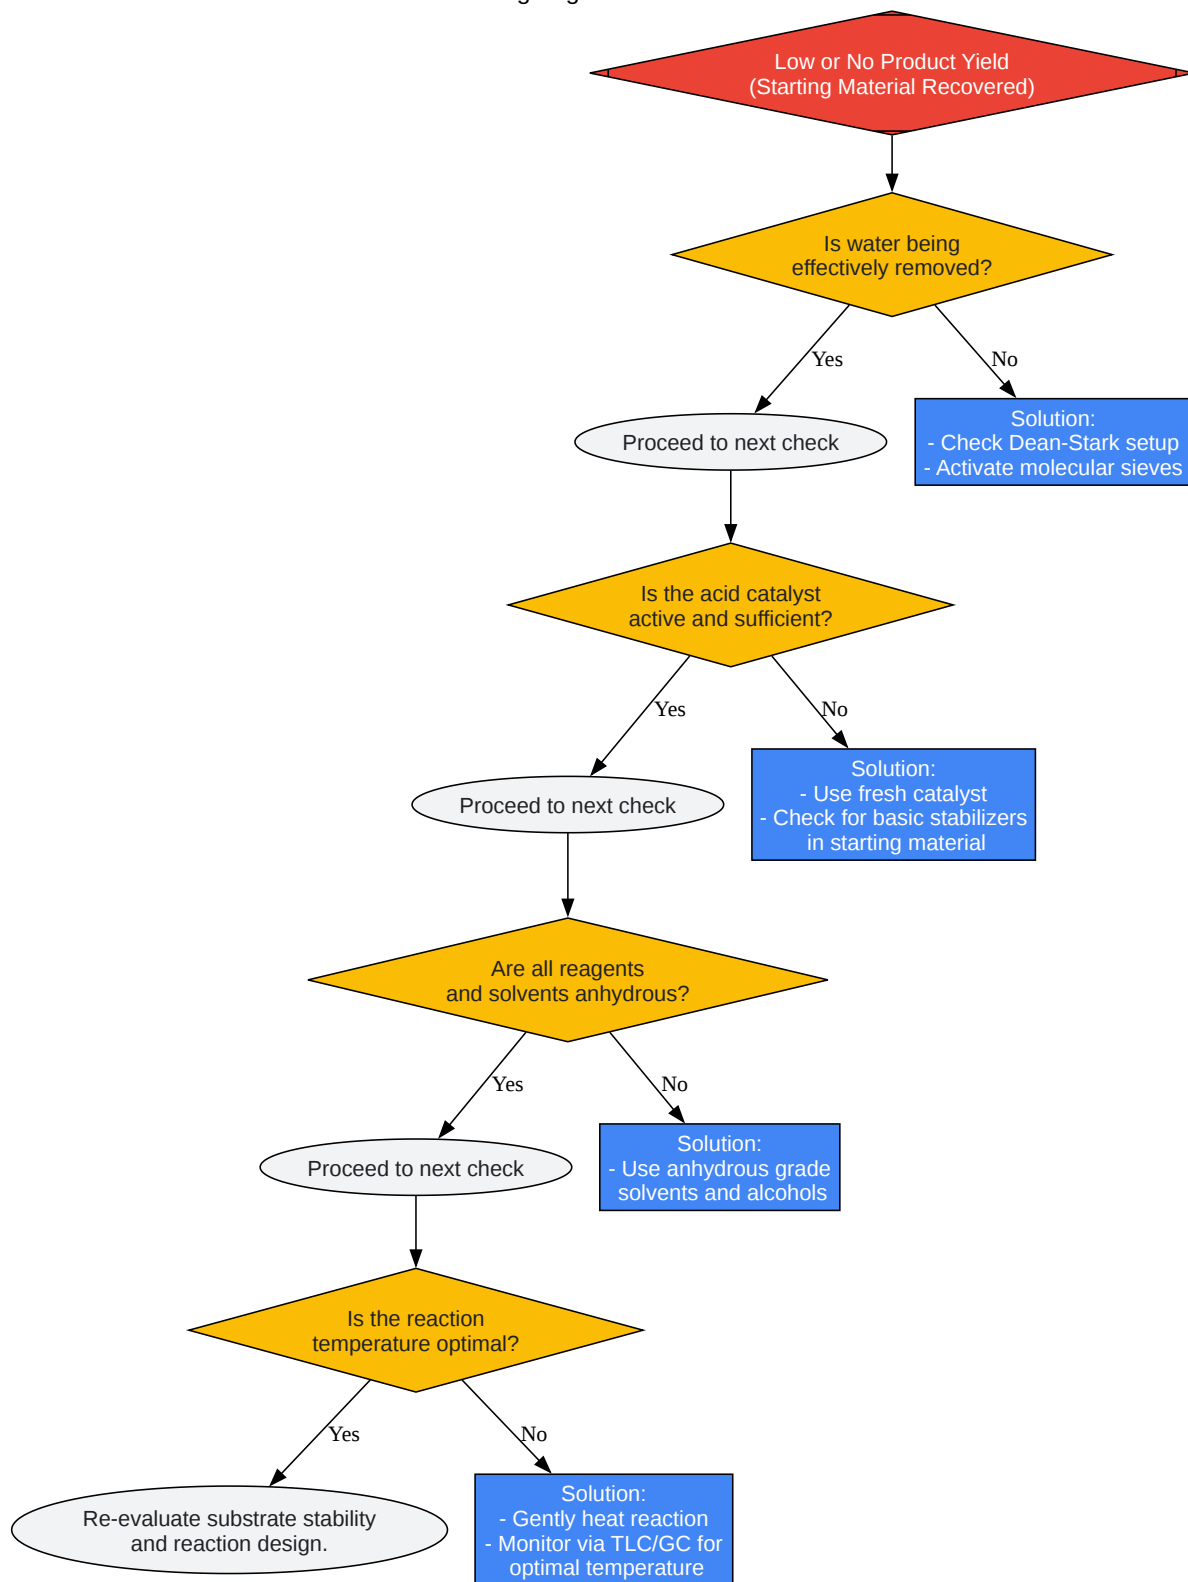 Low or No Product Yield
(Starting Material Recovered)
Is water being
effectively removed?
Yes
No
Proceed to next check
Solution:
- Check Dean-Stark setup
- Activate molecular sieves
Is the acid catalyst
active and sufficient?
Yes
No
Proceed to next check
Solution:
- Use fresh catalyst
- Check for basic stabilizers
in starting material
Are all reagents
and solvents anhydrous?
Yes
No
Proceed to next check
Solution:
- Use anhydrous grade
solvents and alcohols
Is the reaction
temperature optimal?
Yes
No
Re-evaluate substrate stability
and reaction design.
Solution:
- Gently heat reaction
- Monitor via TLC/GC for
optimal temperature